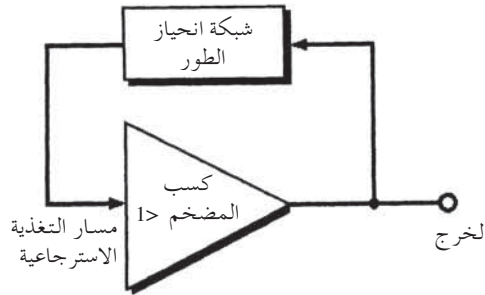 شبكة انحياز
الطور
كسب
المضخم <1
مسار التغذية
الاسترجاعية
لخرج